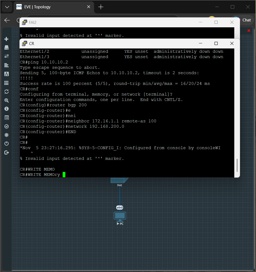 EVE | Topology
Chat
% Invalid input detected at '^' marker.
CR
Ethernet1/2 unassigned YES unset administratively down down
Ethernet1/3 unassigned YES unset administratively down down
CR#ping 10.10.10.2
Type escape sequence to abort.
Sending 5, 100-byte ICMP Echos to 10.10.10.2, timeout is 2 seconds:
!!!!!
Success rate is 100 percent (5/5), round-trip min/avg/max = 16/20/24 ms
CR#conf
Configuring from terminal, memory, or network [terminal]?
Enter configuration commands, one per line. End with CNTL/Z.
CR(config)#router bgp 200
CR(config-router)#n
CR(config-router)#nei
CR(config-router)#neighbor 172.16.3.1 remote-as 100
CR(config-router)#network 192.168.200.0
CR(config-router)#END
CR#
CR#
% Invalid input detected at '^' marker.
CR#WRITE MEMO
CR#WRITE MEMOry